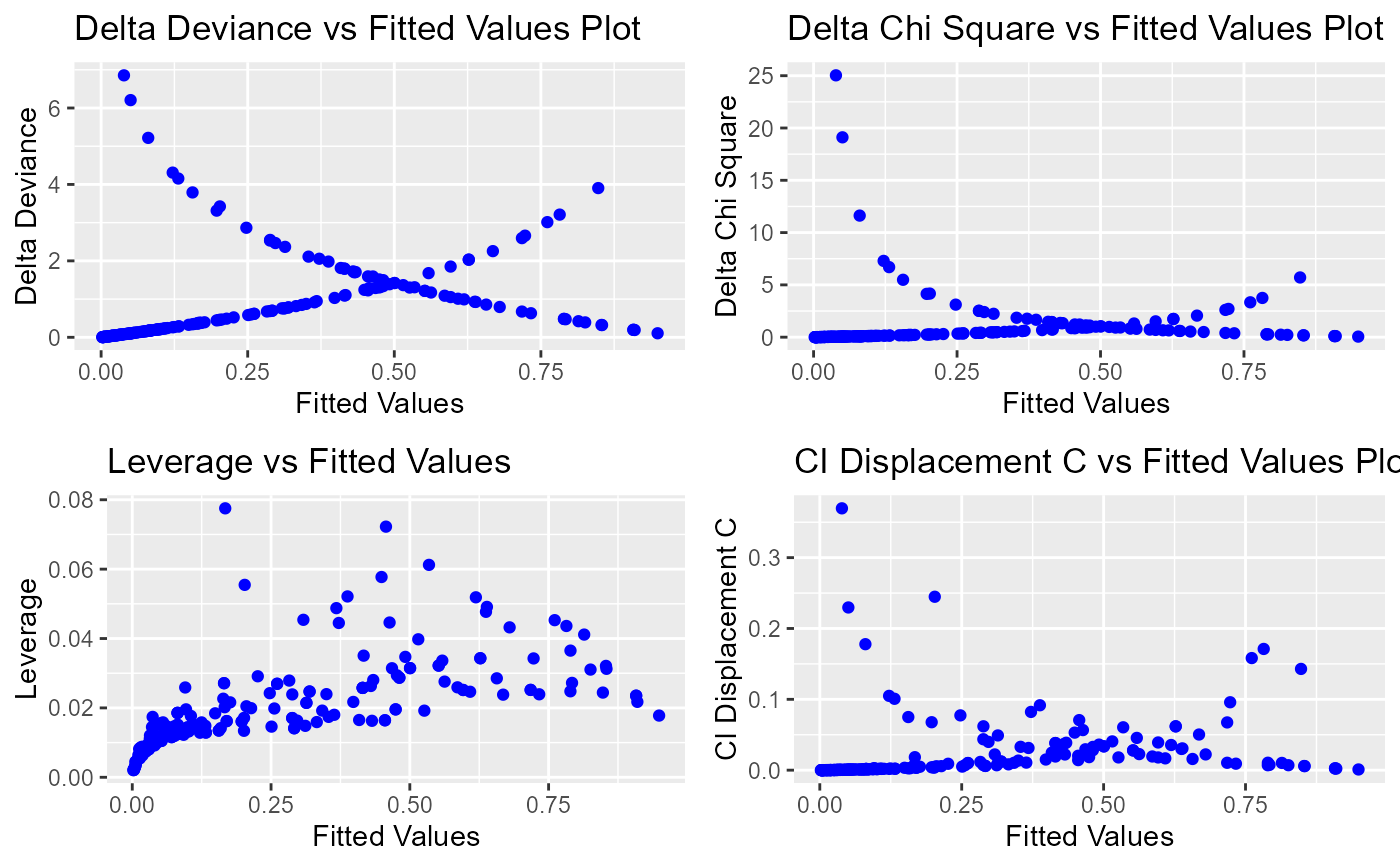 Delta Deviance vs Fitted Values Plot
Delta Deviance
6
4
2
0
0.00 0.25 0.50 0.75
Fitted Values
Delta Chi Square vs Fitted Values Plot
Delta Chi Square
25
20
15
10
5
0
0.00 0.25 0.50 0.75
Fitted Values
Leverage vs Fitted Values
Leverage
0.08
0.06
0.04
0.02
0.00
0.00 0.25 0.50 0.75
Fitted Values
CI Displacement C vs Fitted Values Plo
CI Displacement C
0.3
0.2
0.1
0.0
0.00 0.25 0.50 0.75
Fitted Values